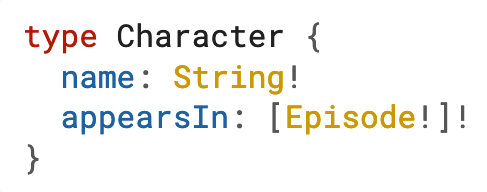 type Character {
  name: String!
  appearsIn: [Episode!]!
}